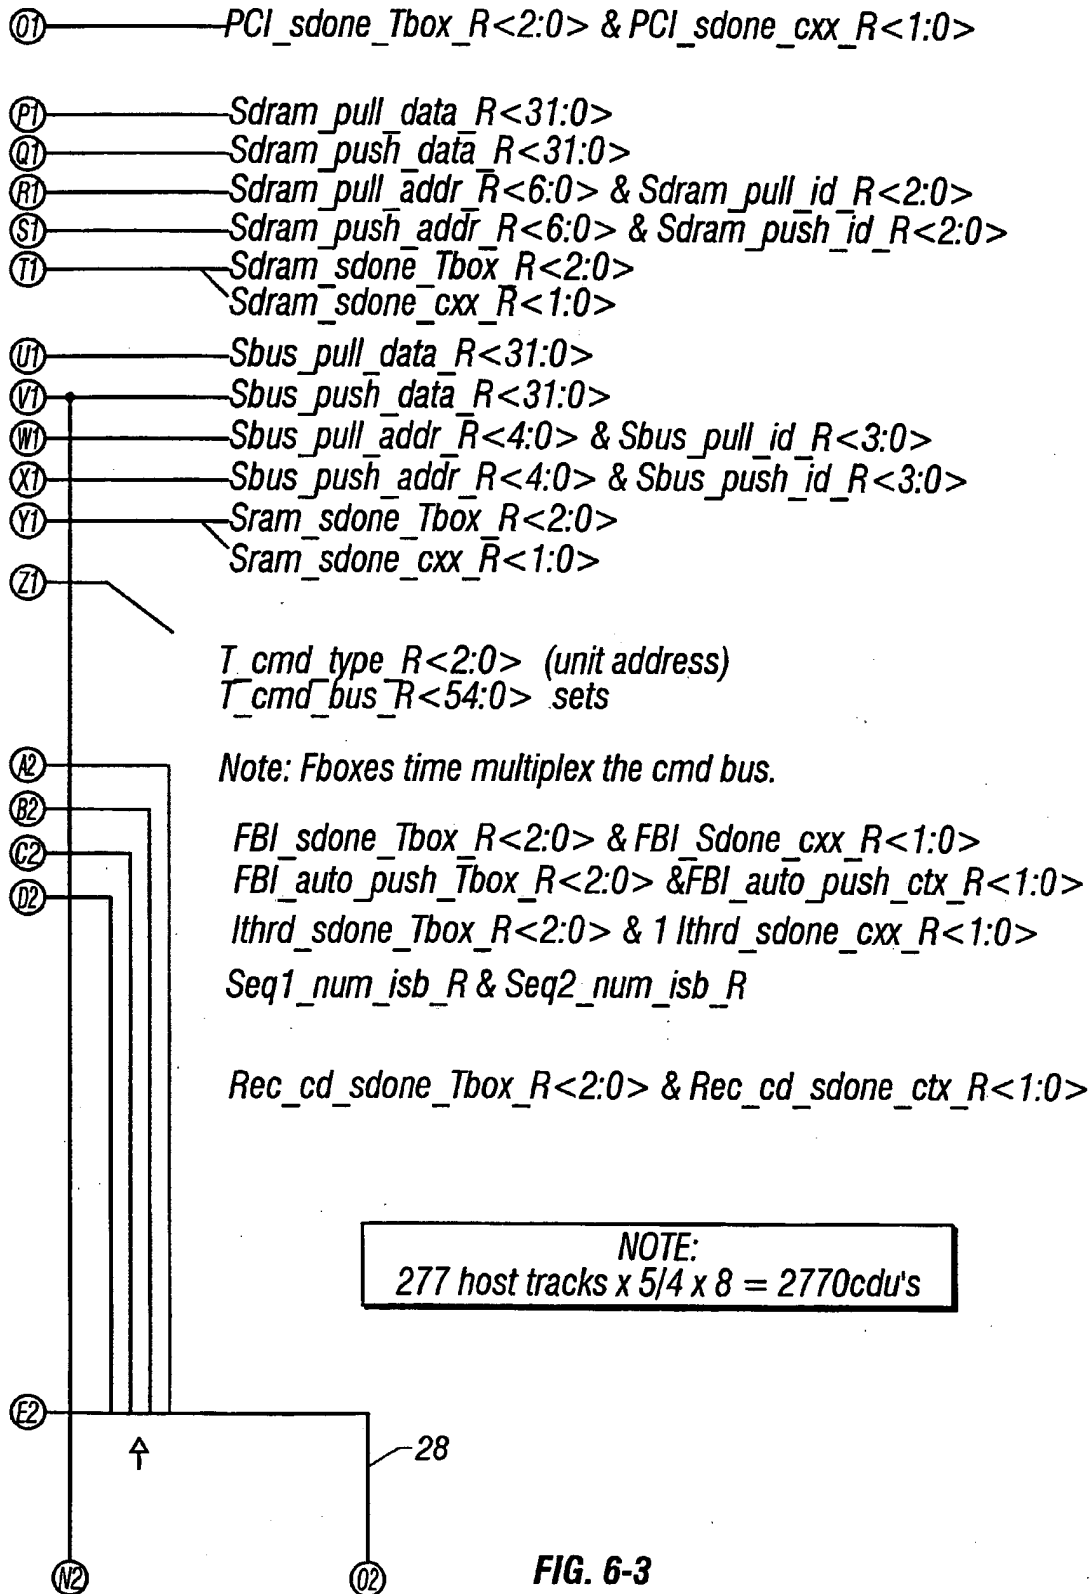 O1 PCI_sdone_Tbox_R<2:0> & PCI_sdone_cxx_R<1:0>
P1 Sdram_pull_data_R<31:0>
Q1 Sdram_push_data_R<31:0>
R1 Sdram_pull_addr_R<6:0> & Sdram_pull_id_R<2:0>
S1 Sdram_push_addr_R<6:0> & Sdram_push_id_R<2:0>
T1 Sdram_sdone_Tbox_R<2:0>
Sdram_sdone_cxx_R<1:0>
U1 Sbus_pull_data_R<31:0>
V1 Sbus_push_data_R<31:0>
W1 Sbus_pull_addr_R<4:0> & Sbus_pull_id_R<3:0>
X1 Sbus_push_addr_R<4:0> & Sbus_push_id_R<3:0>
Y1 Sram_sdone_Tbox_R<2:0>
Sram_sdone_cxx_R<1:0>
Z1
T_cmd_type_R<2:0> (unit address)
T_cmd_bus_R<54:0> sets
A2 Note: Fboxes time multiplex the cmd bus.
B2
FBI_sdone_Tbox_R<2:0> & FBI_Sdone_cxx_R<1:0>
C2
FBI_auto_push_Tbox_R<2:0> &FBI_auto_push_ctx_R<1:0>
D2
Ithrd_sdone_Tbox_R<2:0> & 1 Ithrd_sdone_cxx_R<1:0>
Seq1_num_isb_R & Seq2_num_isb_R
Rec_cd_sdone_Tbox_R<2:0> & Rec_cd_sdone_ctx_R<1:0>
NOTE:
277 host tracks x 5/4 x 8 = 2770cdu's
E2
28
N2 O2 FIG. 6-3